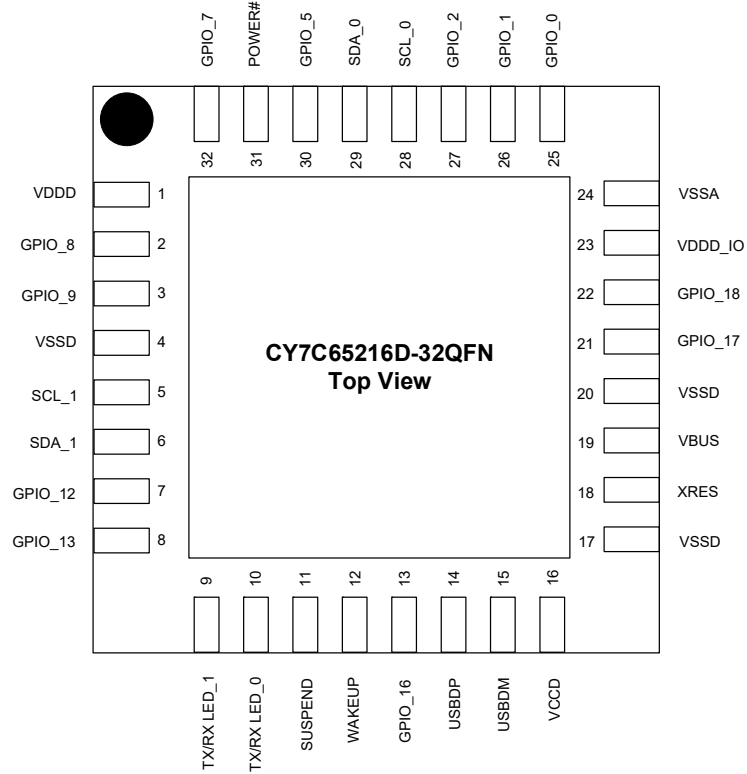 GPIO_7
POWER#
GPIO_5
SDA_0
SCL_0
GPIO_2
GPIO_1
GPIO_0
32
31
30
29
28
27
26
25
VDDD 1
GPIO_8 2
GPIO_9 3
VSSD 4
SCL_1 5
SDA_1 6
GPIO_12 7
GPIO_13 8
CY7C65216D-32QFN
Top View
24 VSSA
23 VDDD_IO
22 GPIO_18
21 GPIO_17
20 VSSD
19 VBUS
18 XRES
17 VSSD
9
10
11
12
13
14
15
16
TX/RX LED_1
TX/RX LED_0
SUSPEND
WAKEUP
GPIO_16
USBDP
USBDM
VCCD